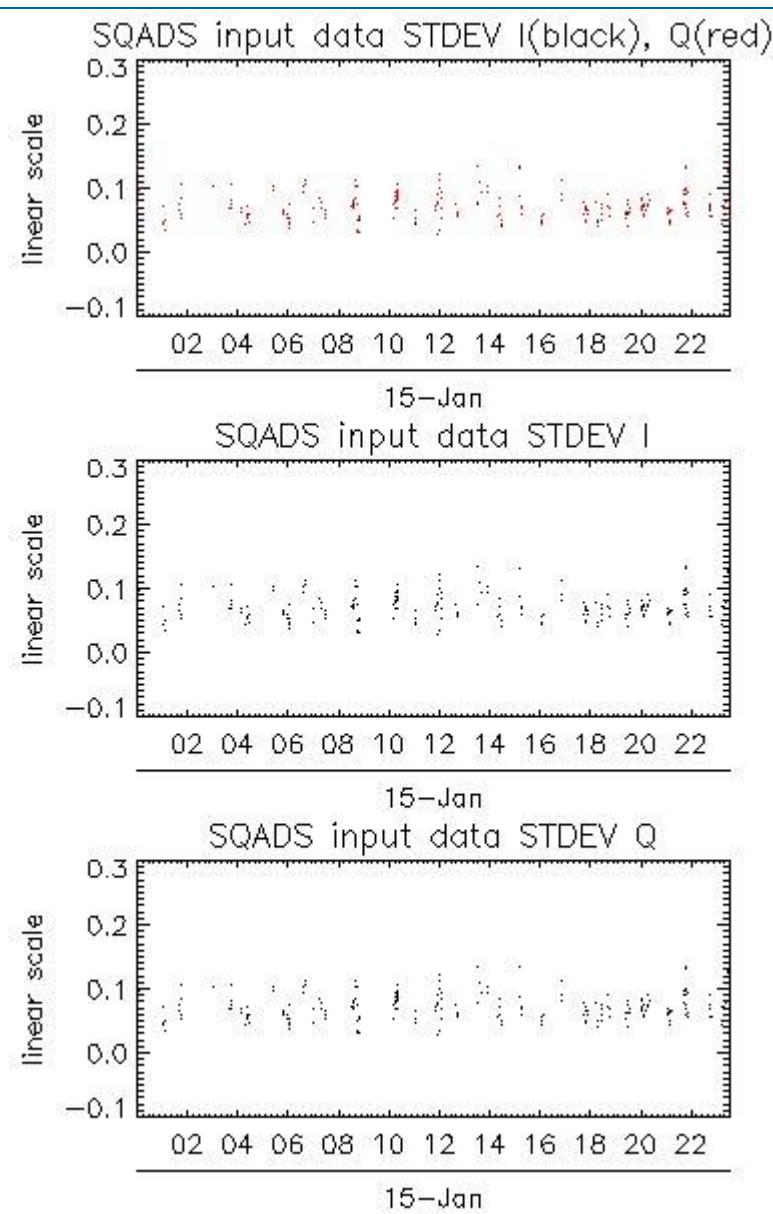 SQADS input data STDEV I(black), Q(red)
0.3
0.2
0.1
0.0
−0.1
linear scale
02 04 06 08 10 12 14 16 18 20 22
15−Jan
SQADS input data STDEV I
0.3
0.2
0.1
0.0
−0.1
linear scale
02 04 06 08 10 12 14 16 18 20 22
15−Jan
SQADS input data STDEV Q
0.3
0.2
0.1
0.0
−0.1
linear scale
02 04 06 08 10 12 14 16 18 20 22
15−Jan